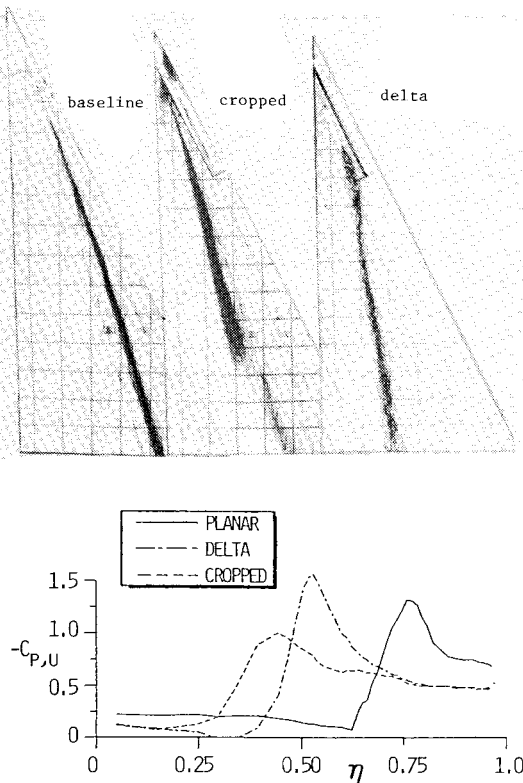 baseline
cropped
delta
PLANAR
DELTA
CROPPED
1.5
1.0
-C_P,U
0.5
0
0
0.25
0.50
η
0.75
1.0